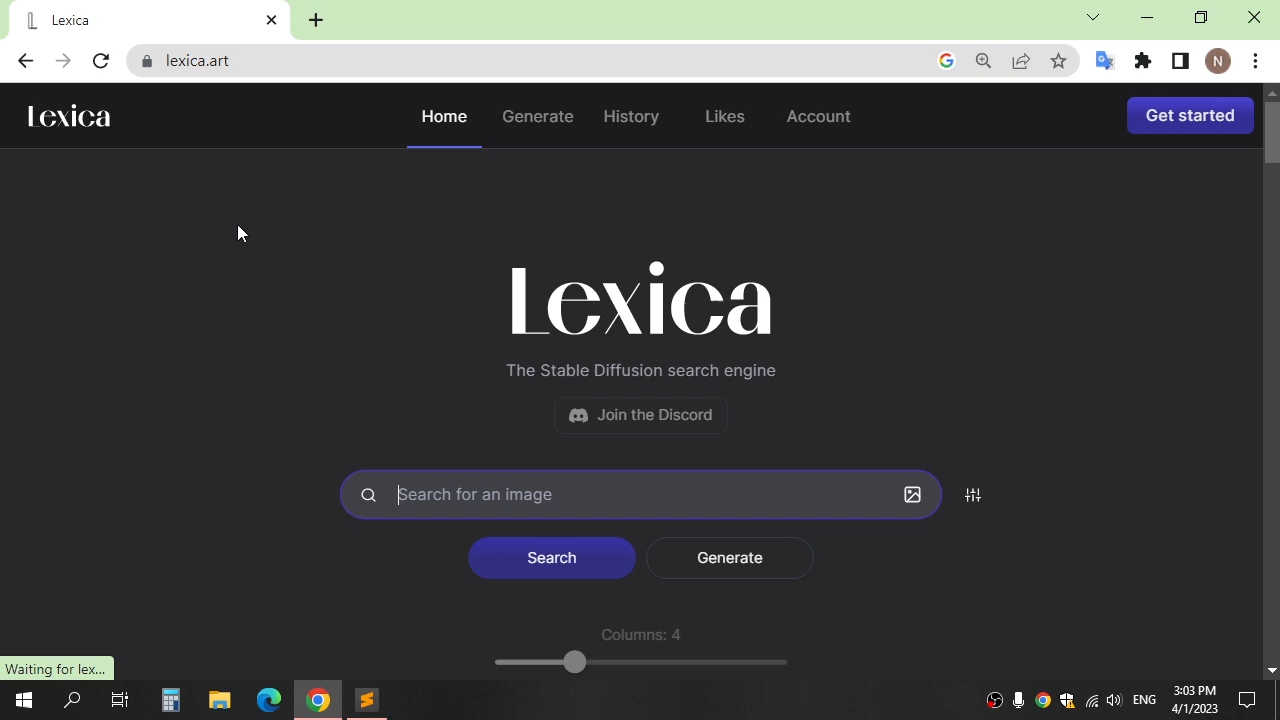 Lexica
lexica.art
N
Lexica
Home
Generate
History
Likes
Account
Get started
Lexica
The Stable Diffusion search engine
Join the Discord
Search for an image
Search
Generate
Columns: 4
Waiting for lex...
ENG
3:03 PM
4/1/2023